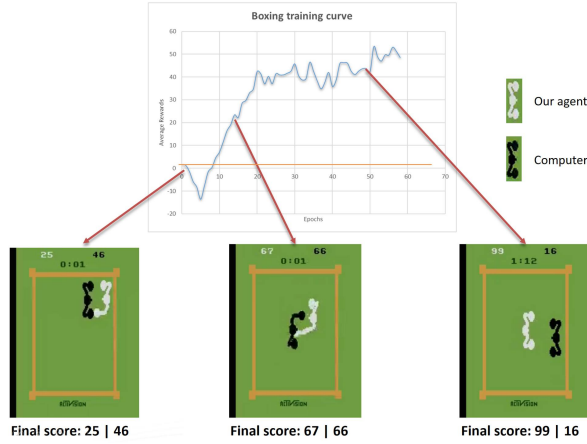 Boxing training curve
60
50
40
30
20
10
0
-10
-20
0 10 20 30 40 50 60 70
Average Rewards
Epochs
Our agent
Computer
25 46
0:01
ACTIVISION
Final score: 25 | 46
67 66
0:01
ACTIVISION
Final score: 67 | 66
99 16
1:12
ACTIVISION
Final score: 99 | 16